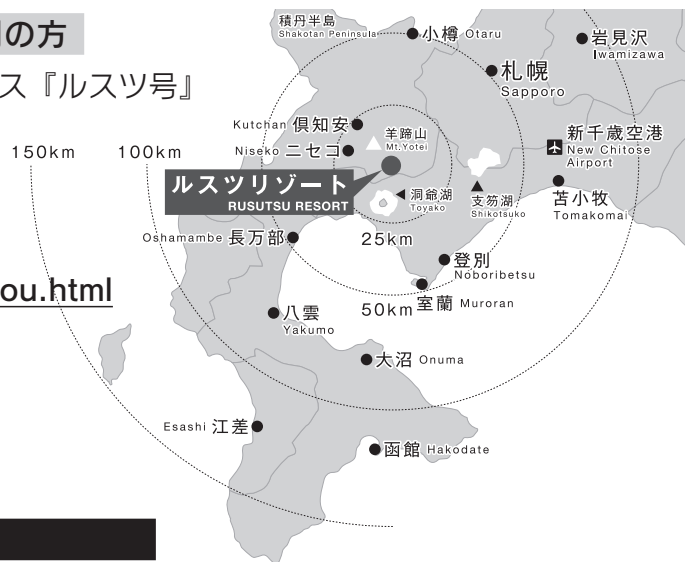 の方
ス『ルスツ号』
150km
100km
積丹半島
Shakotan Peninsula
小樽 Otaru
岩見沢
Iwamizawa
札幌
Sapporo
Kutchan 倶知安
羊蹄山
Mt.Yotei
Niseko ニセコ
新千歳空港
New Chitose
Airport
ルスツリゾート
RUSUTSU RESORT
洞爺湖
Toyako
支笏湖
Shikotsuko
苫小牧
Tomakomai
Oshamambe 長万部
25km
登別
Noboribetsu
ou.html
50km
室蘭 Muroran
八雲
Yakumo
大沼 Onuma
Esashi 江差
函館 Hakodate